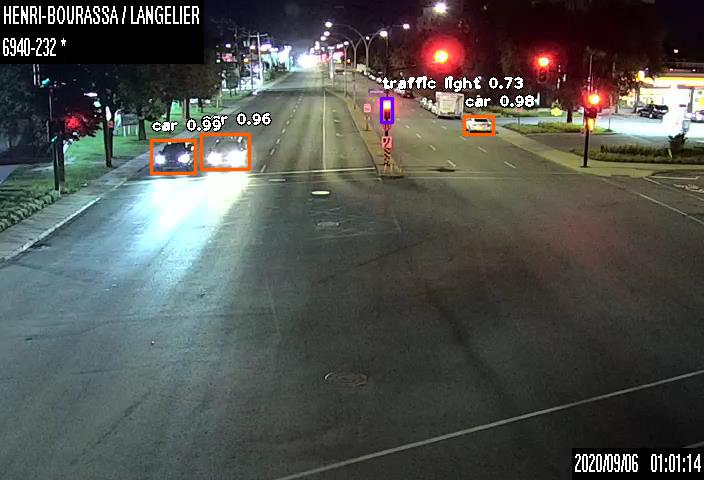 HENRI-BOURASSA / LANGELIER
6940-232 *
traffic light 0.73
car 0.98
car 0.99
car 0.96
2020/09/06 01:01:14